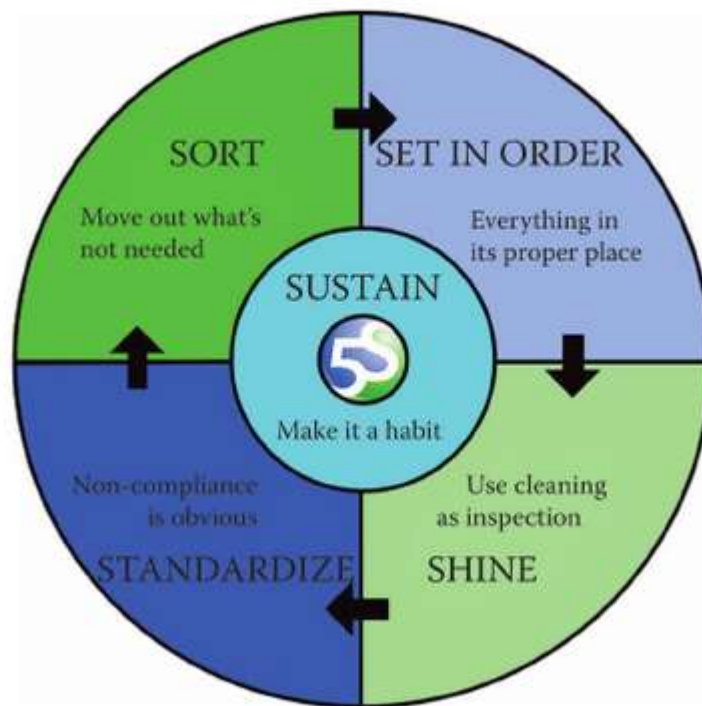 SORT
Move out what's
not needed
SET IN ORDER
Everything in
its proper place
SUSTAIN
5S
Make it a habit
Use cleaning
as inspection
SHINE
Non-compliance
is obvious
STANDARDIZE